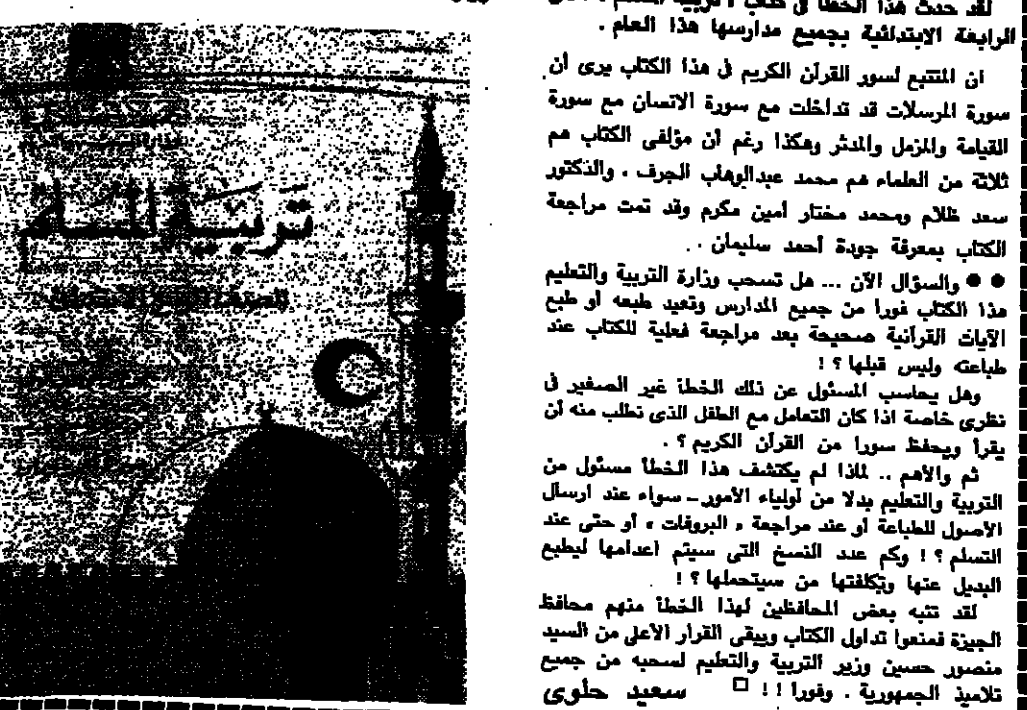 لقد حدث هذا الخطأ فى كتاب « تربية المسلم »
الرابعة الابتدائية بجميع مدارسها هذا العام .
ان المتتبع لسور القرآن الكريم فى هذا الكتاب يرى أن
سورة المرسلات قد تداخلت مع سورة الانسان مع سورة
القيامة والمزمل والمدثر وهكذا رغم أن مؤلفى الكتاب هم
ثلاثة من العلماء هم محمد عبدالوهاب الجرف ، والدكتور
سعد ظلام ومحمد مختار أمين مكرم وقد تمت مراجعة
الكتاب بمعرفة جودة أحمد سليمان . .
● ● والسؤال الآن ... هل تسحب وزارة التربية والتعليم
هذا الكتاب فورا من جميع المدارس وتعيد طبعه أو طبع
الآيات القرآنية صحيحة بعد مراجعة فعلية للكتاب عند
طباعته وليس قبلها ؟ !
وهل يحاسب المسئول عن ذلك الخطأ غير الصغير فى
نظرى خاصة اذا كان التعامل مع الطفل الذى نطلب منه أن
يقرأ ويحفظ سورا من القرآن الكريم ؟ .
ثم والأهم .. لماذا لم يكتشف هذا الخطأ مسئول من
التربية والتعليم بدلا من أولياء الأمور ـ سواء عند ارسال
الأصول للطباعة أو عند مراجعة « البروفات » أو حتى عند
التسلم ؟ ! وكم عدد النسخ التى سيتم اعدامها ليطبع
البديل عنها وتكلفتها من سيتحملها ؟ !
لقد تنبه بعض المحافظين لهذا الخطأ منهم محافظ
الجيزة فمنعوا تداول الكتاب ويبقى القرار الأعلى من السيد
منصور حسين وزير التربية والتعليم لسحبه من جميع
تلاميذ الجمهورية . وفورا ! ! □ سعيد حلوى
تربية المسلم